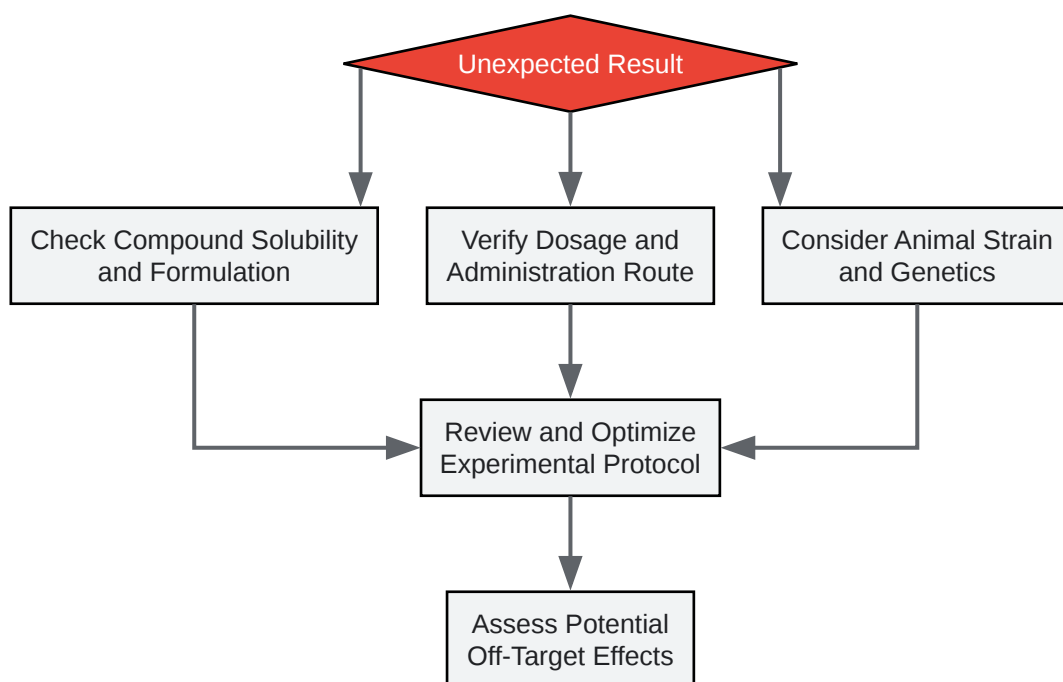 Unexpected Result
Check Compound Solubility
and Formulation
Verify Dosage and
Administration Route
Consider Animal Strain
and Genetics
Review and Optimize
Experimental Protocol
Assess Potential
Off-Target Effects